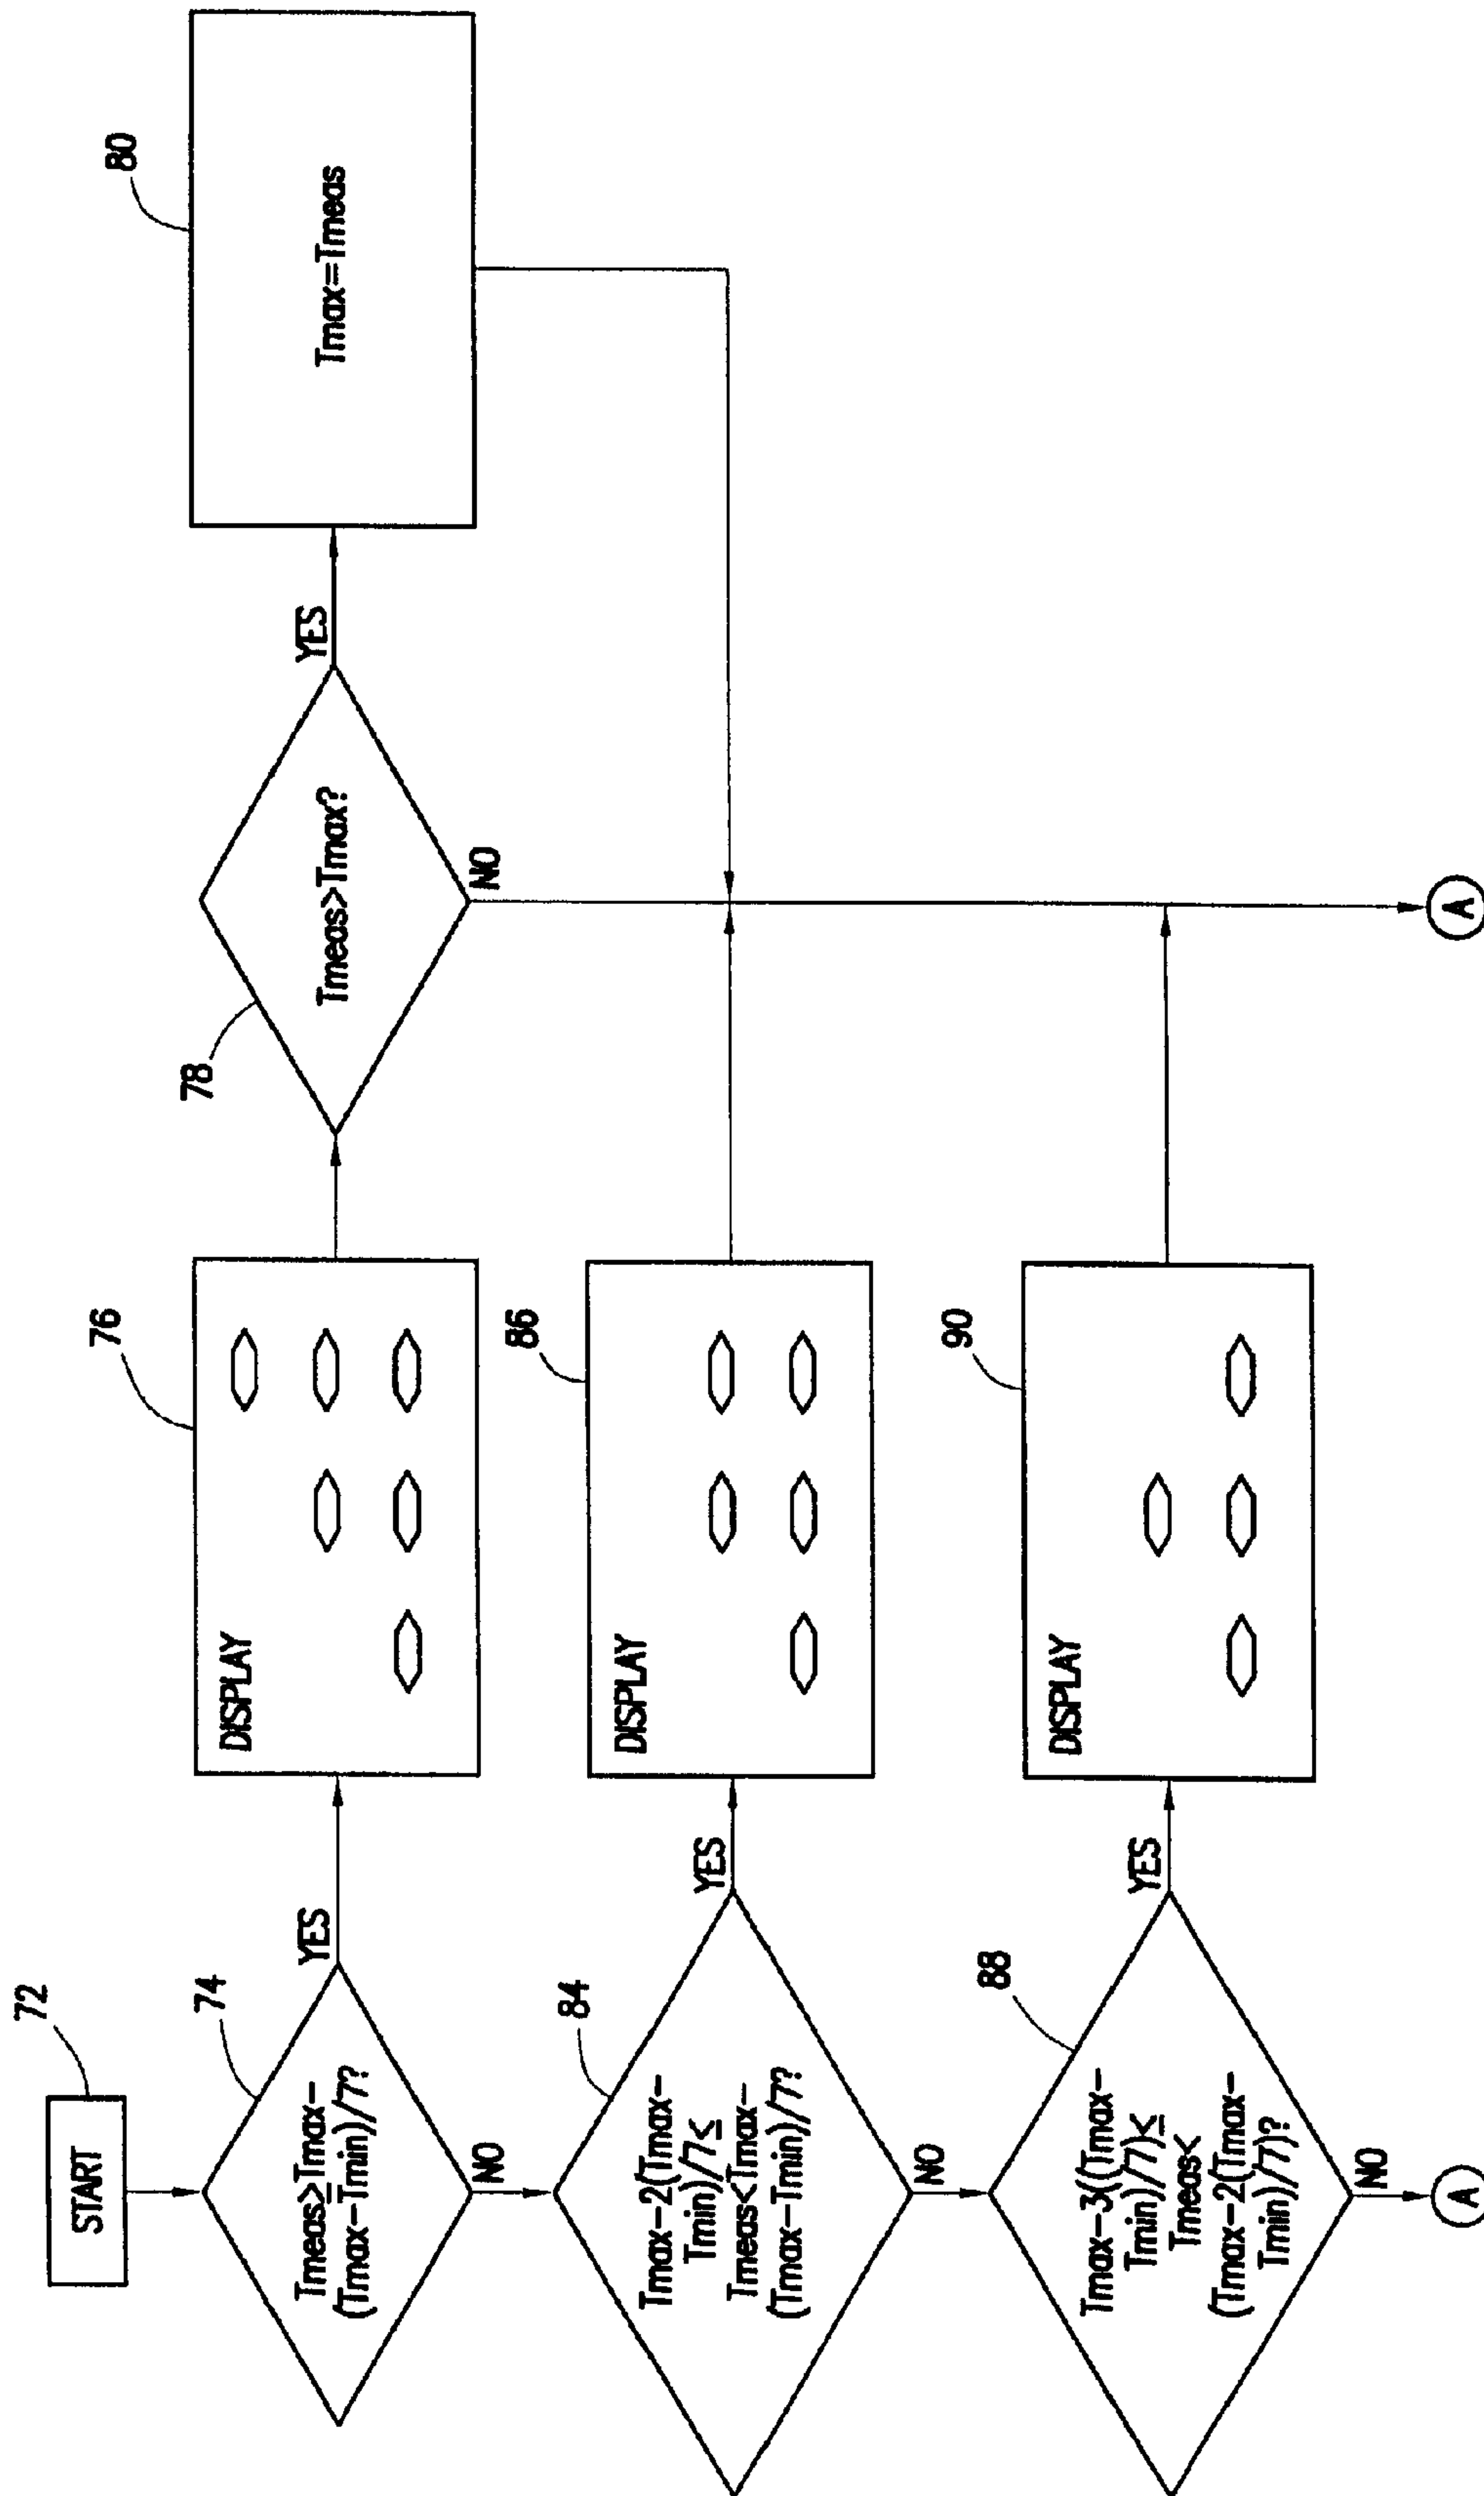 72
START
74
Tmeas≥Tmax–
(Tmax–Tmin)/7?
YES
NO
76
DISPLAY
78
Tmeas>Tmax?
YES
NO
80
Tmax=Tmeas
84
Tmax–2(Tmax–
Tmin)/7≤
Tmeas<Tmax–
(Tmax–Tmin)/7?
YES
NO
86
DISPLAY
88
Tmax–3((Tmax–
Tmin)/7)≤
Tmeas<
(Tmax–2(Tmax–
Tmin)/7)?
YES
NO
90
DISPLAY
A
A